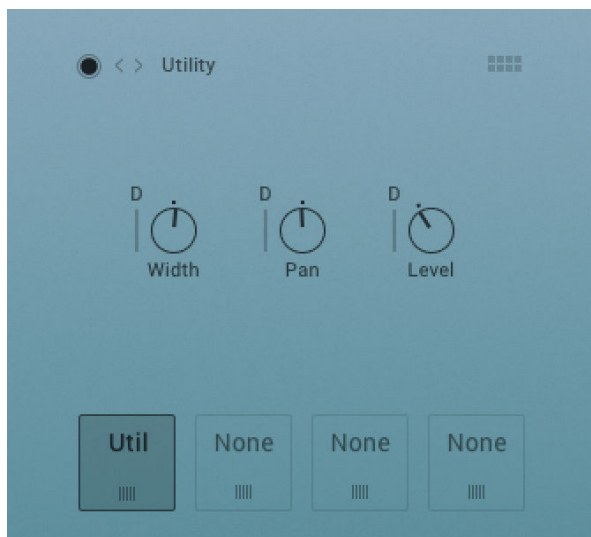 < > Utility
D D D
Width Pan Level
Util None None None